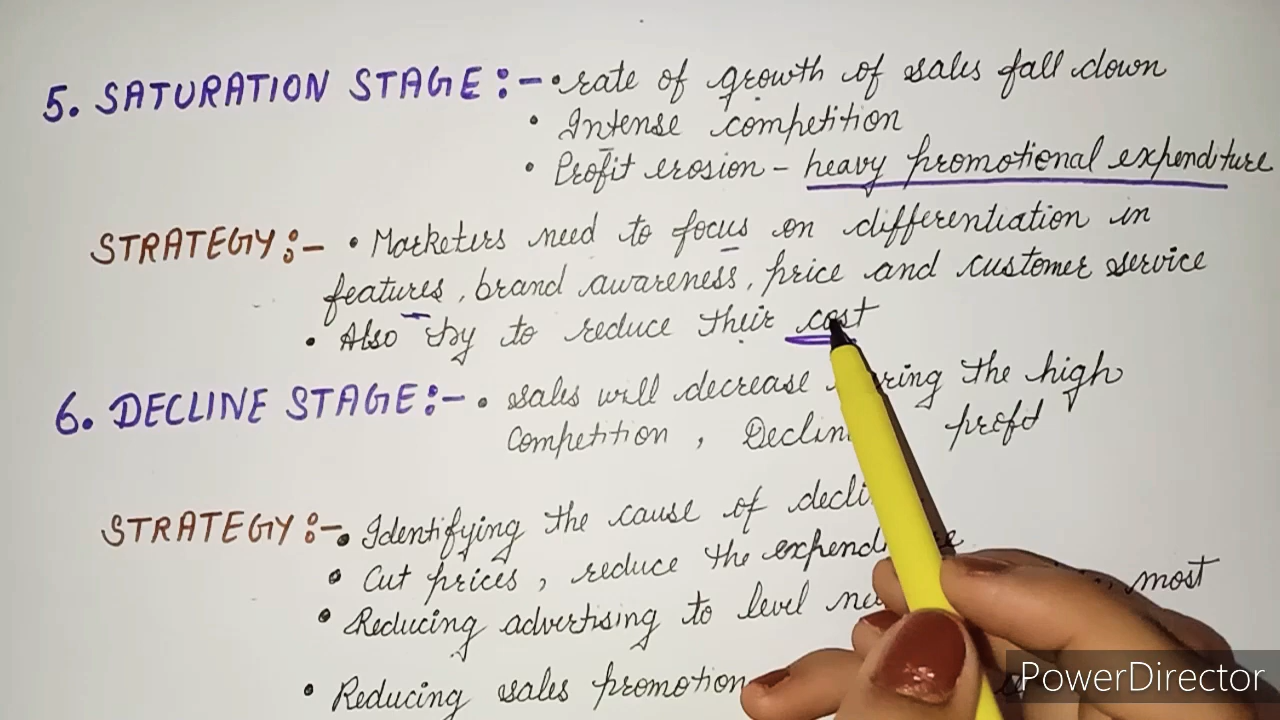 5. SATURATION STAGE :- • rate of growth of sales fall down
• Intense competition
• Profit erosion - heavy promotional expenditure
STRATEGY :- • Marketers need to focus on differentiation in
features, brand awareness, price and customer service
• Also try to reduce their cost
6. DECLINE STAGE :- • sales will decrease the high
competition, profit
STRATEGY :- • Identifying the cause of
• Cut prices, reduce the
• Reducing advertising to level most
• Reducing sales promotion
PowerDirector